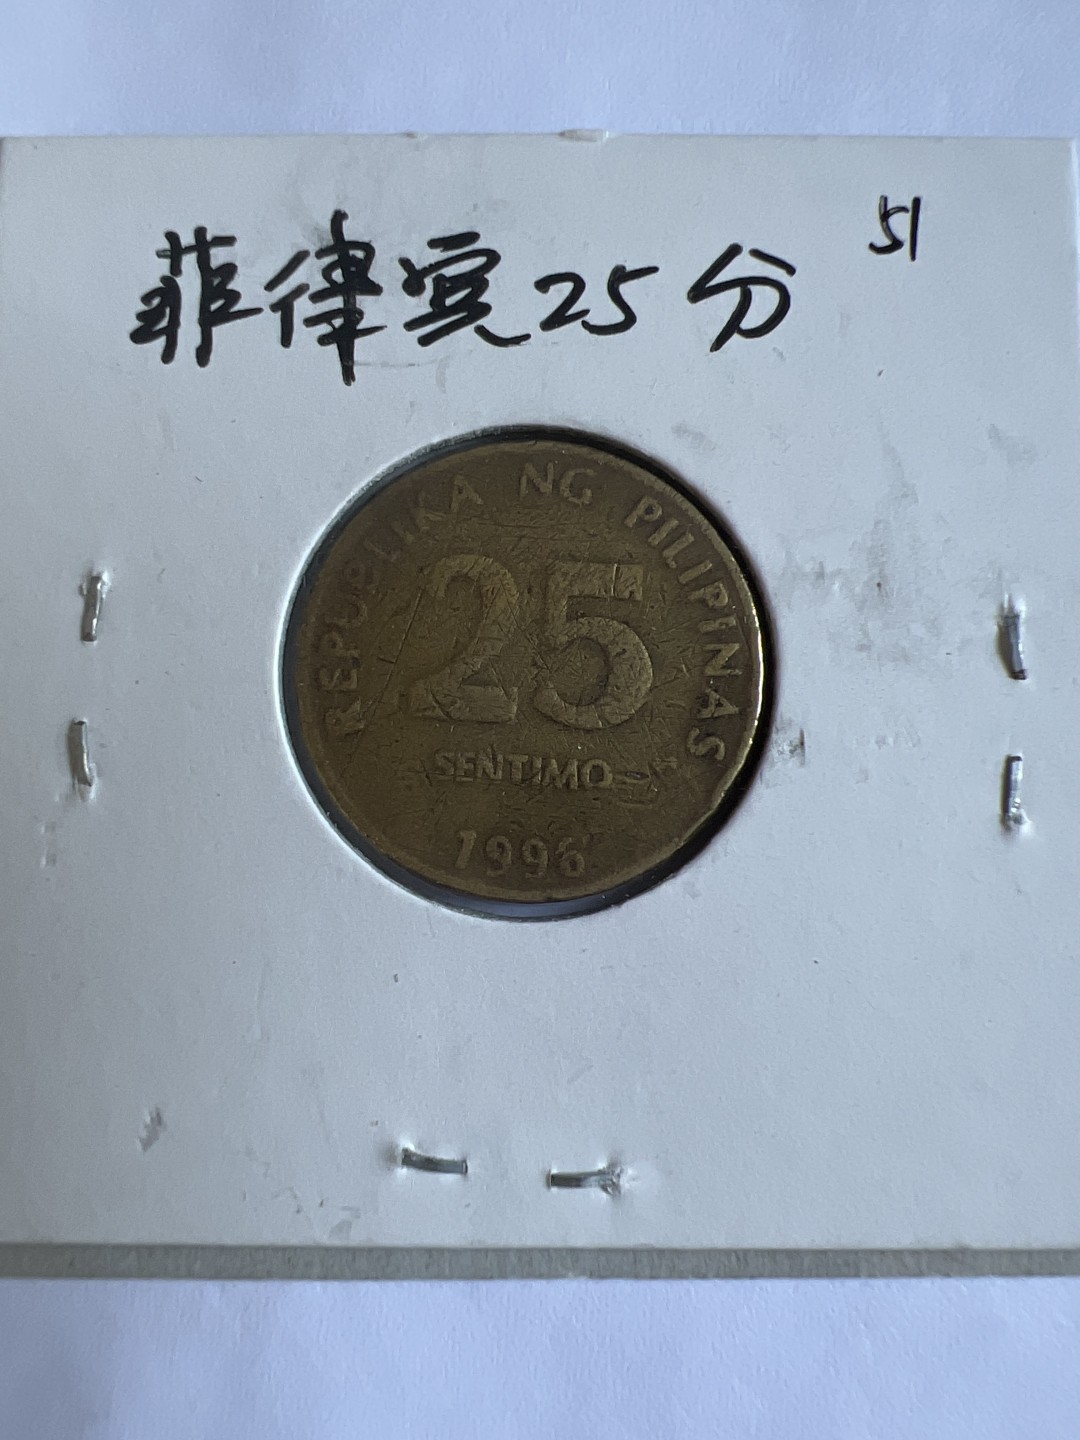 菲律宾25分
51
REPUBLIKA NG PILIPINAS
25
SENTIMO
1996